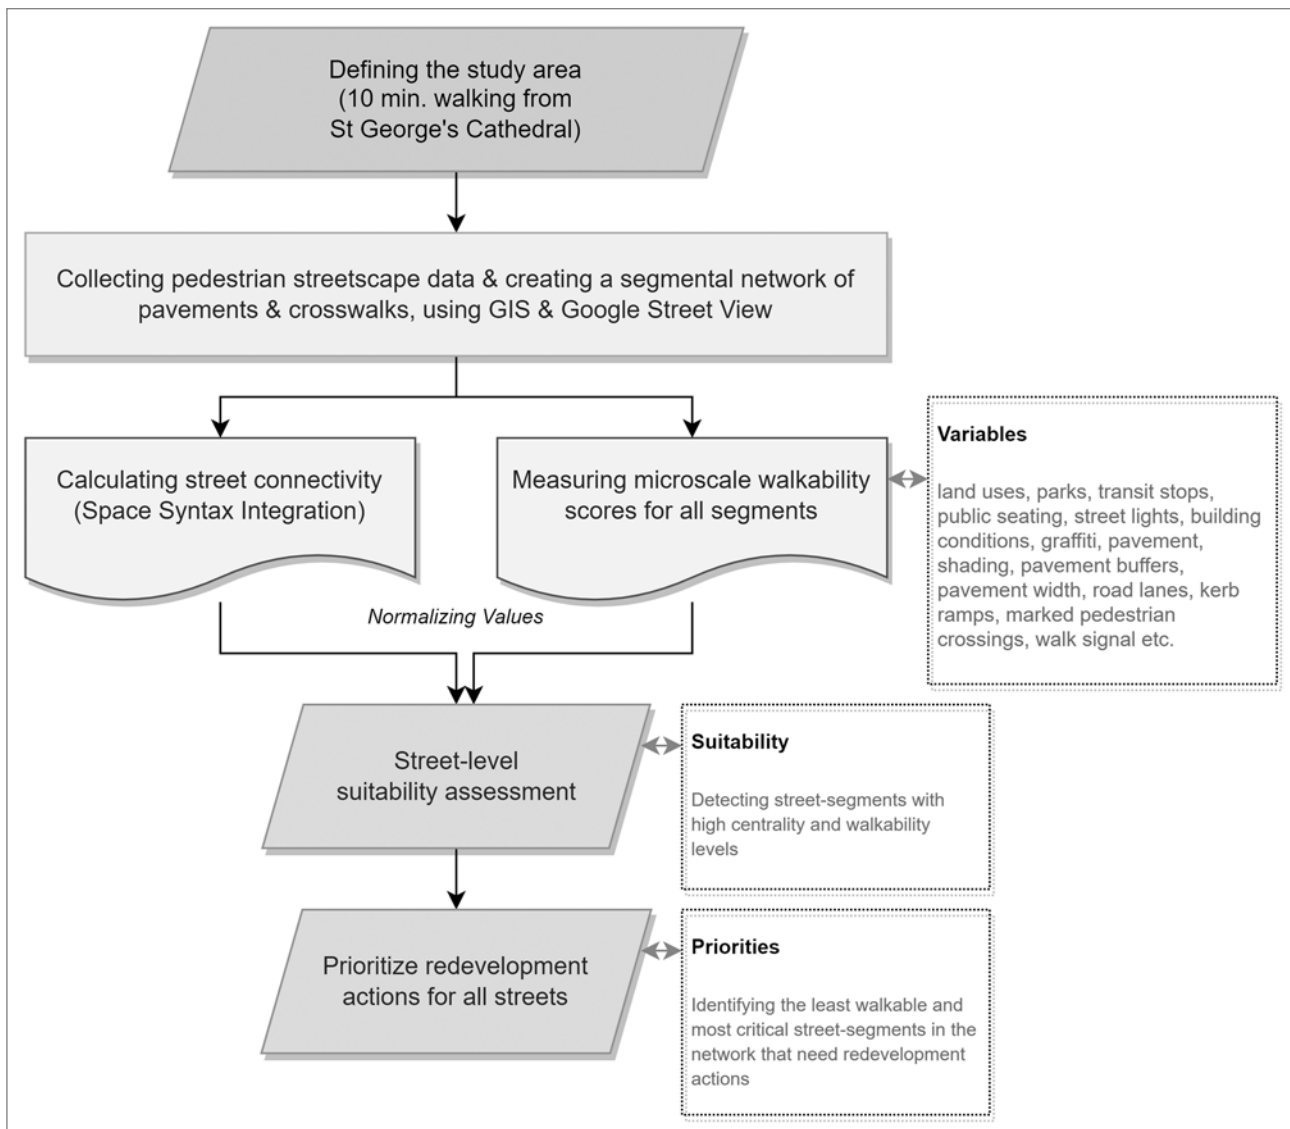 Defining the study area
(10 min. walking from
St George's Cathedral)
Collecting pedestrian streetscape data & creating a segmental network of
pavements & crosswalks, using GIS & Google Street View
Calculating street connectivity
(Space Syntax Integration)
Measuring microscale walkability
scores for all segments
Variables
land uses, parks, transit stops,
public seating, street lights, building
conditions, graffiti, pavement,
shading, pavement buffers,
pavement width, road lanes, kerb
ramps, marked pedestrian
crossings, walk signal etc.
Normalizing Values
Street-level
suitability assessment
Suitability
Detecting street-segments with
high centrality and walkability
levels
Prioritize redevelopment
actions for all streets
Priorities
Identifying the least walkable and
most critical street-segments in the
network that need redevelopment
actions